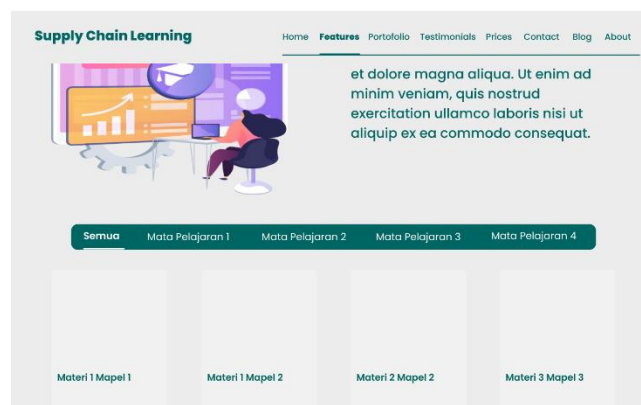 Supply Chain Learning
Home Features Portofolio Testimonials Prices Contact Blog About
et dolore magna aliqua. Ut enim ad
minim veniam, quis nostrud
exercitation ullamco laboris nisi ut
aliquip ex ea commodo consequat.
Semua Mata Pelajaran 1 Mata Pelajaran 2 Mata Pelajaran 3 Mata Pelajaran 4
Materi 1 Mapel 1 Materi 1 Mapel 2 Materi 2 Mapel 2 Materi 3 Mapel 3